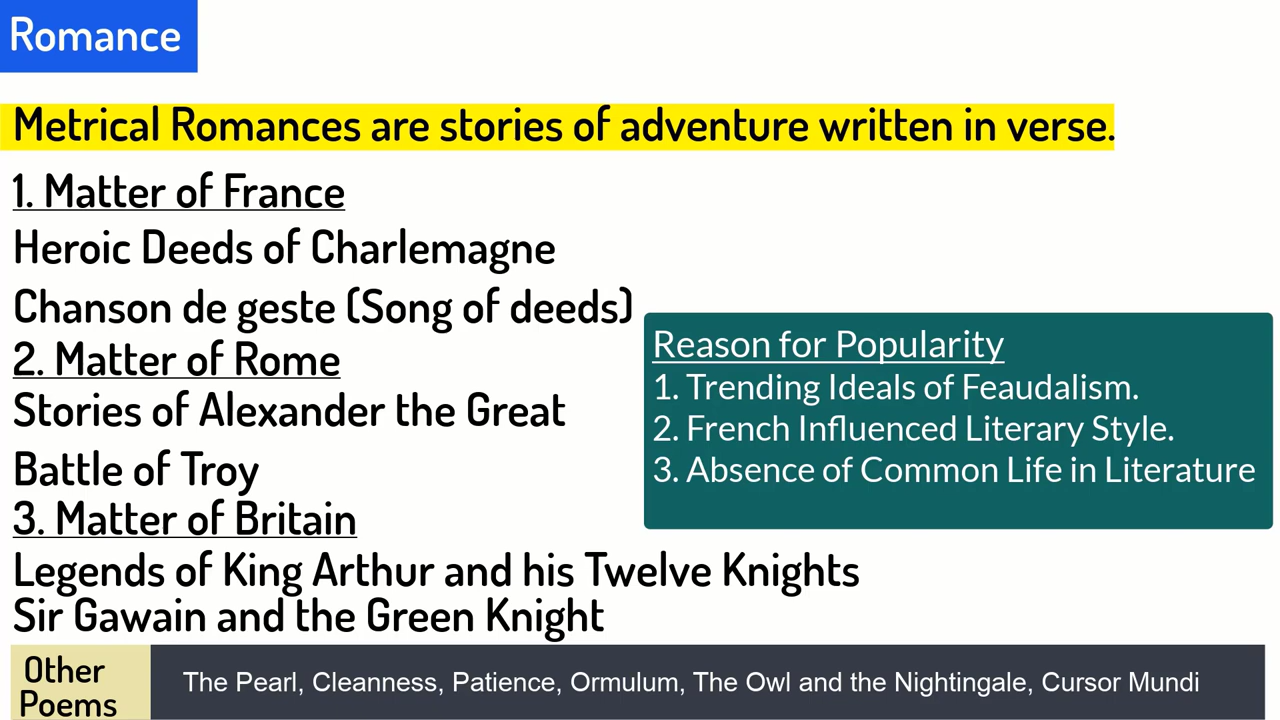 Romance
Metrical Romances are stories of adventure written in verse.
1. Matter of France
Heroic Deeds of Charlemagne
Chanson de geste (Song of deeds)
2. Matter of Rome
Stories of Alexander the Great
Battle of Troy
3. Matter of Britain
Legends of King Arthur and his Twelve Knights
Sir Gawain and the Green Knight
Reason for Popularity
1. Trending Ideals of Feaudalism.
2. French Influenced Literary Style.
3. Absence of Common Life in Literature
Other
Poems
The Pearl, Cleanness, Patience, Ormulum, The Owl and the Nightingale, Cursor Mundi